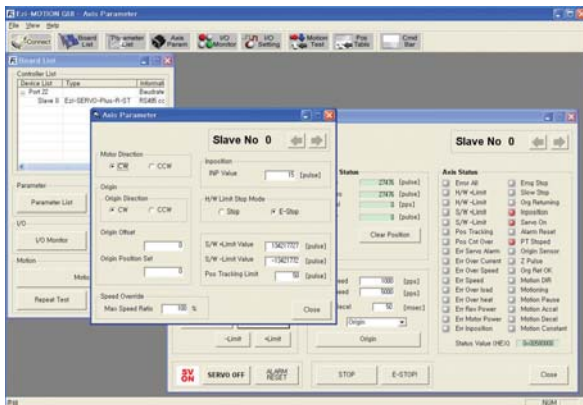 Ezi-MOTION GUI - Axis Parameter
File View Help
Connect
Board List
Parameter List
Axis Param
I/O Monitor
I/O Setting
Motion Test
Pos Table
Cmd Bar
Board List
Controller List
Device List Type Informati
Port 22 Baudrate
Slave 0 Ezi-SERVO-Plus-R-ST RS485 cc
Parameter
Parameter List
I/O
I/O Monitor
Motion
Motio
Repeat Test
Axis Parameter
Slave No 0
Motor Direction
CW CCW
Origin
Origin Direction
CW CCW
Origin Offset
0
Origin Position Set
0
Speed Override
Max Speed Ratio 100 %
Inposition
INP Value 15 [pulse]
H/W Limit Stop Mode
Stop E-Stop
S/W +Limit Value 134217727 [pulse]
S/W -Limit Value [pulse]
Pos Tracking Limit 50 [pulse]
Close
Slave No 0
Status
27476 [pulse]
27476 [pulse]
0 [pps]
0 [pulse]
Clear Position
eed 1000 [pps]
eed 5000 [pps]
ecel 50 [msec]
Origin
-Limit +Limit Origin
SV ON
SERVO OFF
ALARM RESET
STOP
E-STOP!
Close
Axis Status
Error All Emg Stop
H/W +Limit Slow Stop
H/W -Limit Org Returning
S/W +Limit Inposition
S/W -Limit Servo On
Pos Tracking Alarm Reset
Pos Cnt Over PT Stoped
Err Servo Alarm Origin Sensor
Err Over Current Z Pulse
Err Over Speed Org Ret OK
Err Speed Motion DIR
Err Over load Motioning
Err Over heat Motion Pause
Err Rev Power Motion Accel
Err Motor Power Motion Decel
Err Inposition Motion Constant
Status Value (HEX)
NUM